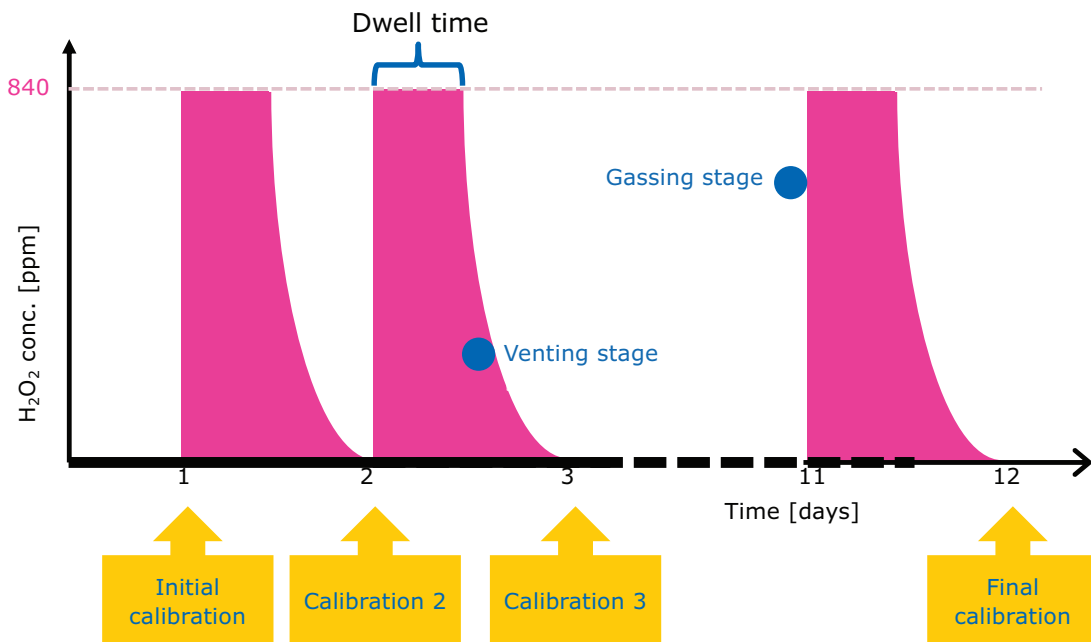 Dwell time
840
Gassing stage
Venting stage
H₂O₂ conc. [ppm]
1
2
3
11
12
Time [days]
Initial
calibration
Calibration 2
Calibration 3
Final
calibration